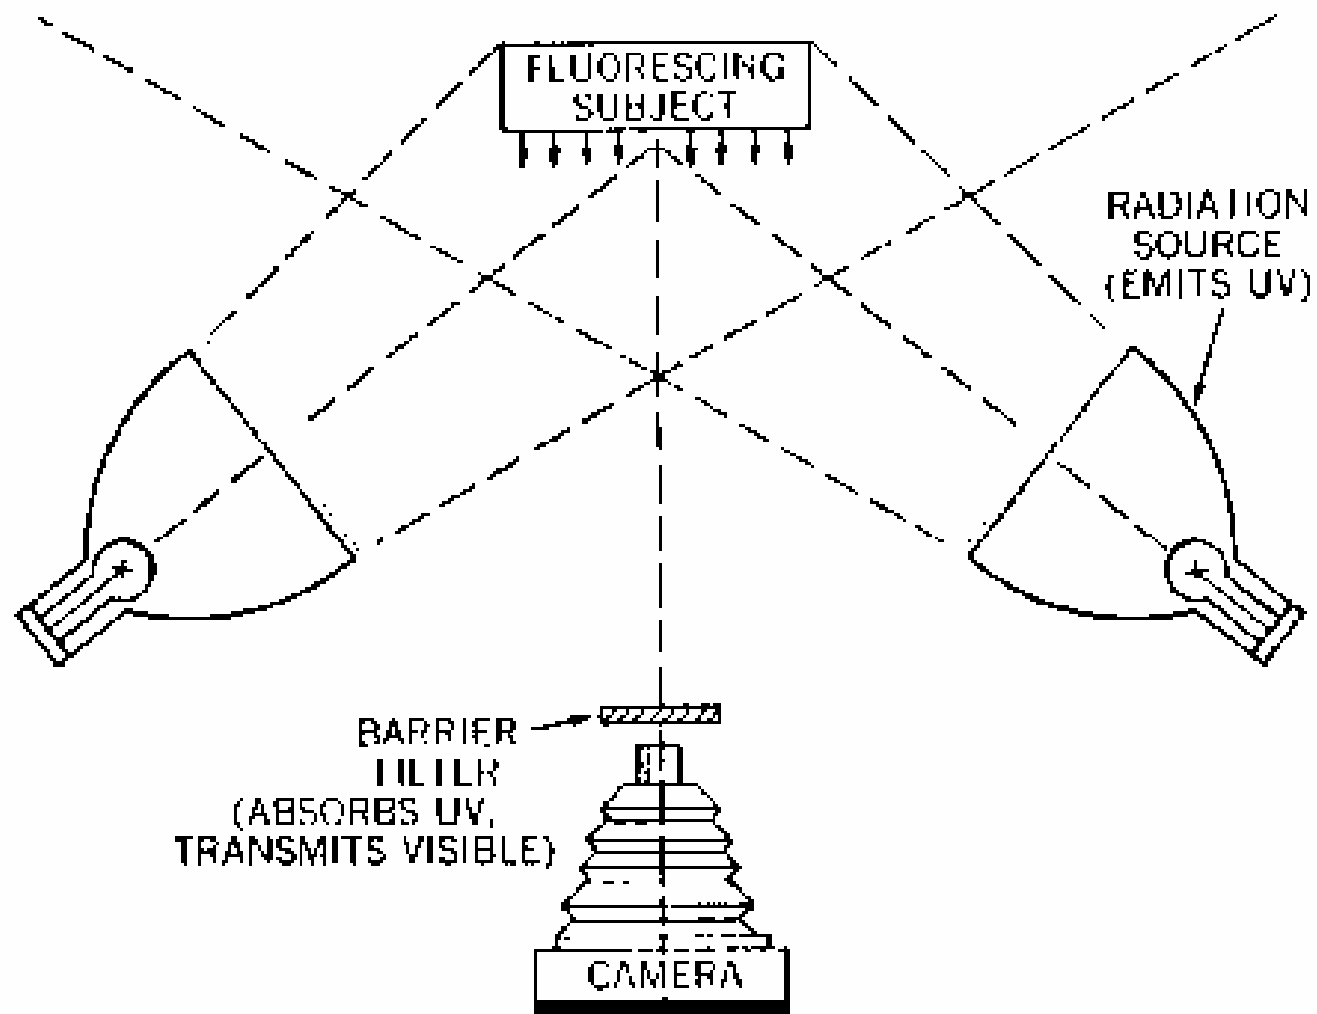 FLUORESCING
SUBJECT
RADIATION
SOURCE
(EMITS UV)
BARRIER
FILTER
(ABSORBS UV,
TRANSMITS VISIBLE)
CAMERA